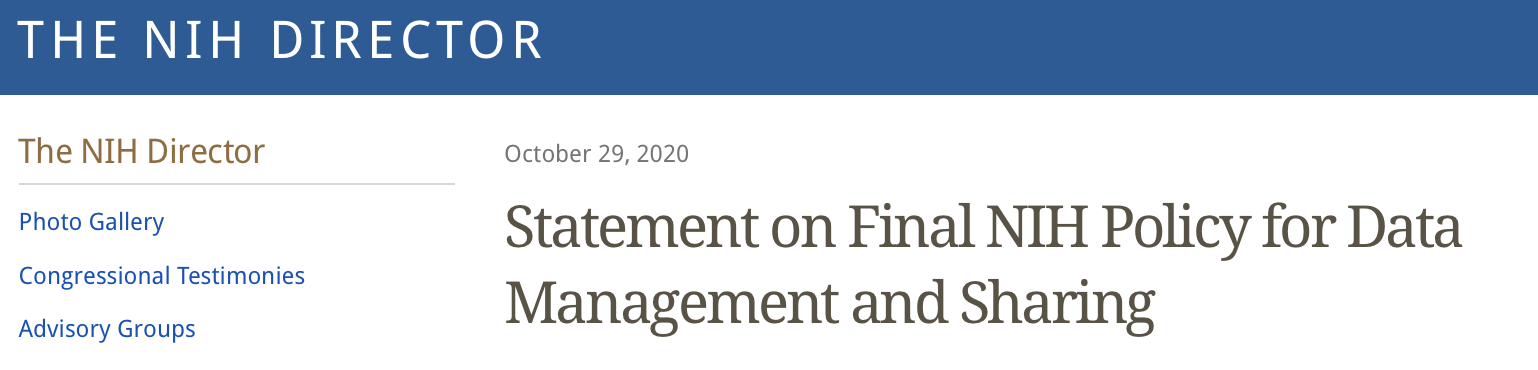 THE NIH DIRECTOR
The NIH Director
Photo Gallery
Congressional Testimonies
Advisory Groups
October 29, 2020
Statement on Final NIH Policy for Data
Management and Sharing